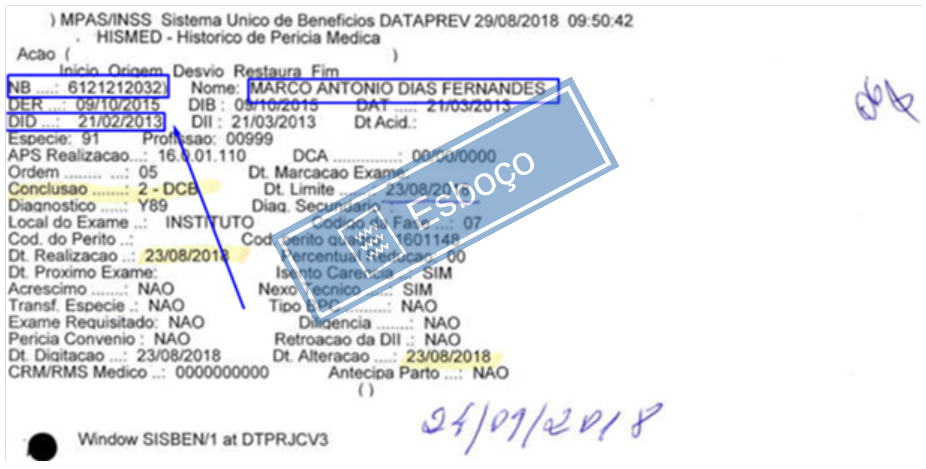 ) MPAS/INSS Sistema Unico de Beneficios DATAPREV 29/08/2018 09:50:42
. HISMED - Historico de Pericia Medica
Acao ( )
Inicio Origem Desvio Restaura Fim
NB ....: 6121212032) Nome: MARCO ANTONIO DIAS FERNANDES
DER ...: 09/10/2015 DIB : 09/10/2015 DAT ....: 21/03/2013
DID ...: 21/02/2013 DII : 21/03/2013 Dt Acid.:
Especie: 91 Profissao: 00999
APS Realizacao...: 16.0.01.110 DCA .............: 00/00/0000
Ordem ....... ...: 05 Dt. Marcacao Exame:
Conclusao .......: 2 - DCB Dt. Limite ......: 23/08/2018
Diagnostico .....: Y89 Diag. Secundario :
Local do Exame ..: INSTITUTO Codigo da Fase ...: 07
Cod. do Perito ..: Cod. perito 1601148
Dt. Realizacao ..: 23/08/2018 Percentual Reducao: 00
Dt. Proximo Exame: Isento Carencia ..: SIM
Acrescimo .......: NAO Nexo Tecnico .....: SIM
Transf. Especie .: NAO Tipo EPC .........: NAO
Exame Requisitado: NAO Diligencia .......: NAO
Pericia Convenio : NAO Retroacao da DII .: NAO
Dt. Digitacao ...: 23/08/2018 Dt. Alteracao ....: 23/08/2018
CRM/RMS Medico ..: 0000000000 Antecipa Parto ...: NAO
( )
Esboço
24/09/2018
Window SISBEN/1 at DTPRJCV3